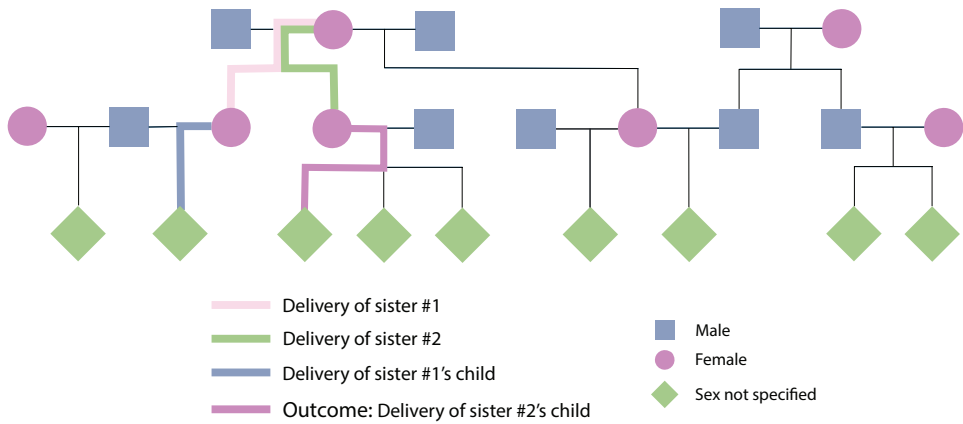 Delivery of sister #1
Delivery of sister #2
Delivery of sister #1’s child
Outcome: Delivery of sister #2’s child
Male
Female
Sex not specified